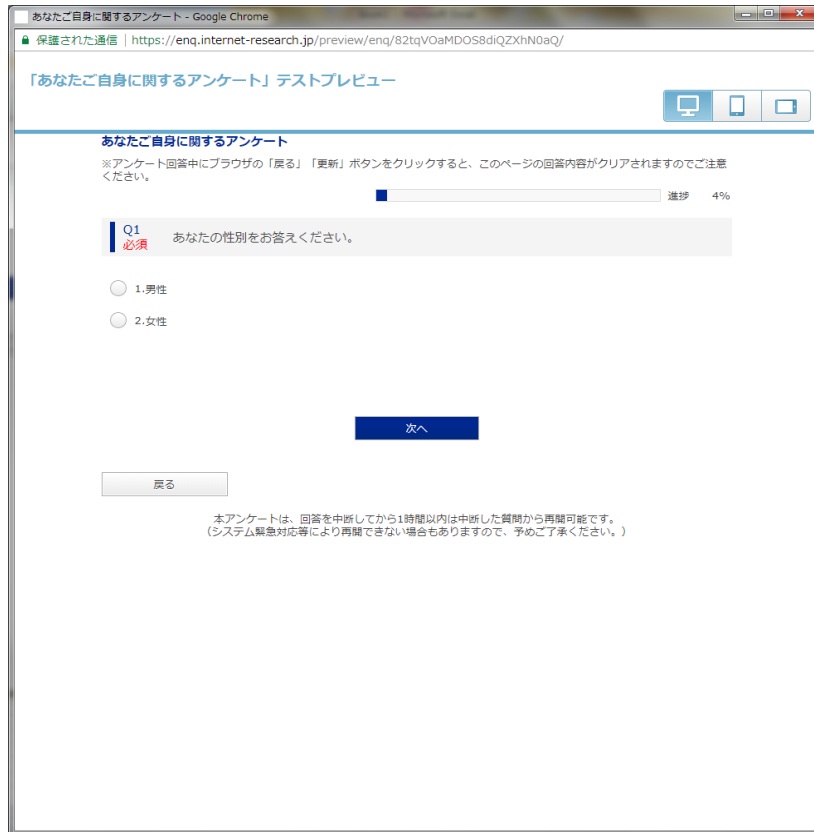 あなたご自身に関するアンケート - Google Chrome
保護された通信 | https://enq.internet-research.jp/preview/enq/82tqVOaMDOS8diQZXhN0aQ/
「あなたご自身に関するアンケート」テストプレビュー
あなたご自身に関するアンケート
※アンケート回答中にブラウザの「戻る」「更新」ボタンをクリックすると、このページの回答内容がクリアされますのでご注意
ください。
進捗 4%
Q1
必須
あなたの性別をお答えください。
1.男性
2.女性
次へ
戻る
本アンケートは、回答を中断してから1時間以内は中断した質問から再開可能です。
（システム緊急対応等により再開できない場合もありますので、予めご了承ください。）